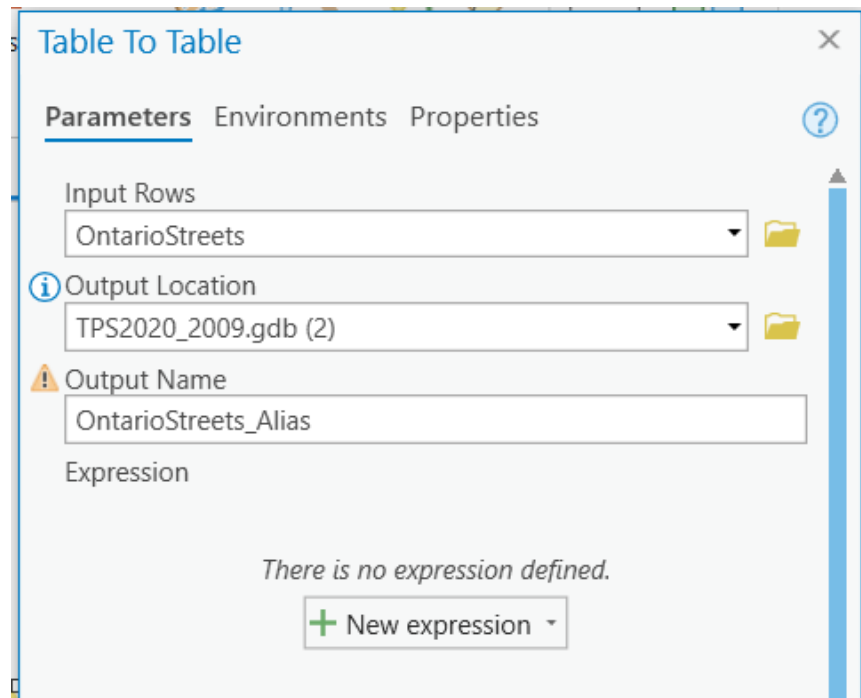 Table To Table
Parameters Environments Properties
Input Rows
OntarioStreets
Output Location
TPS2020_2009.gdb (2)
Output Name
OntarioStreets_Alias
Expression
There is no expression defined.
New expression